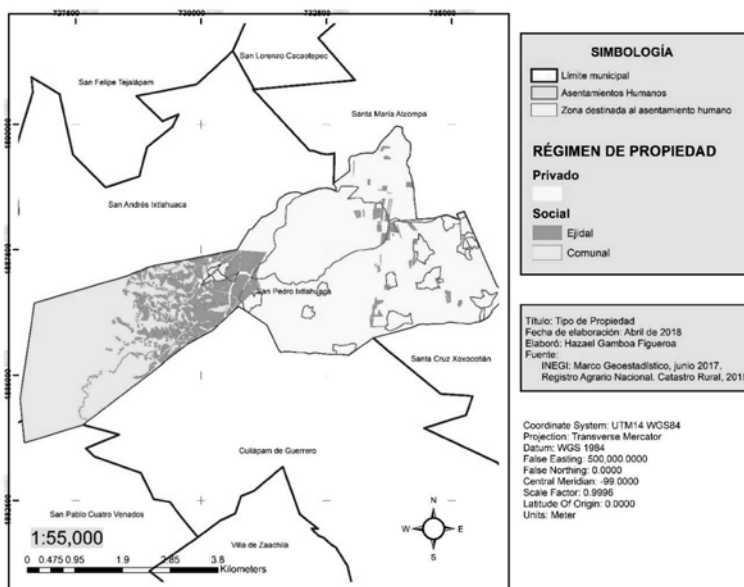 San Lorenzo Cacaotepec
San Felipe Tejalápam
Santa María Atzompa
San Andrés Ixtlahuaca
San Pedro Ixtlahuaca
Santa Cruz Xoxocotlán
Cuilápam de Guerrero
San Pablo Cuatro Venados
Villa de Zaachila
1:55,000
0 0.475 0.95 1.9 2.85 3.8
Kilometers
N
W E
S
SIMBOLOGÍA
Límite municipal
Asentamientos Humanos
Zona destinada al asentamiento humano
RÉGIMEN DE PROPIEDAD
Privado
Social
Ejidal
Comunal
Título: Tipo de Propiedad
Fecha de elaboración: Abril de 2018
Elaboró: Hazael Gamboa Figueroa
Fuente:
INEGI: Marco Geoestadístico, junio 2017.
Registro Agrario Nacional. Catastro Rural, 2015
Coordinate System: UTM14 WGS84
Projection: Transverse Mercator
Datum: WGS 1984
False Easting: 500,000.0000
False Northing: 0.0000
Central Meridian: -99.0000
Scale Factor: 0.9996
Latitude Of Origin: 0.0000
Units: Meter